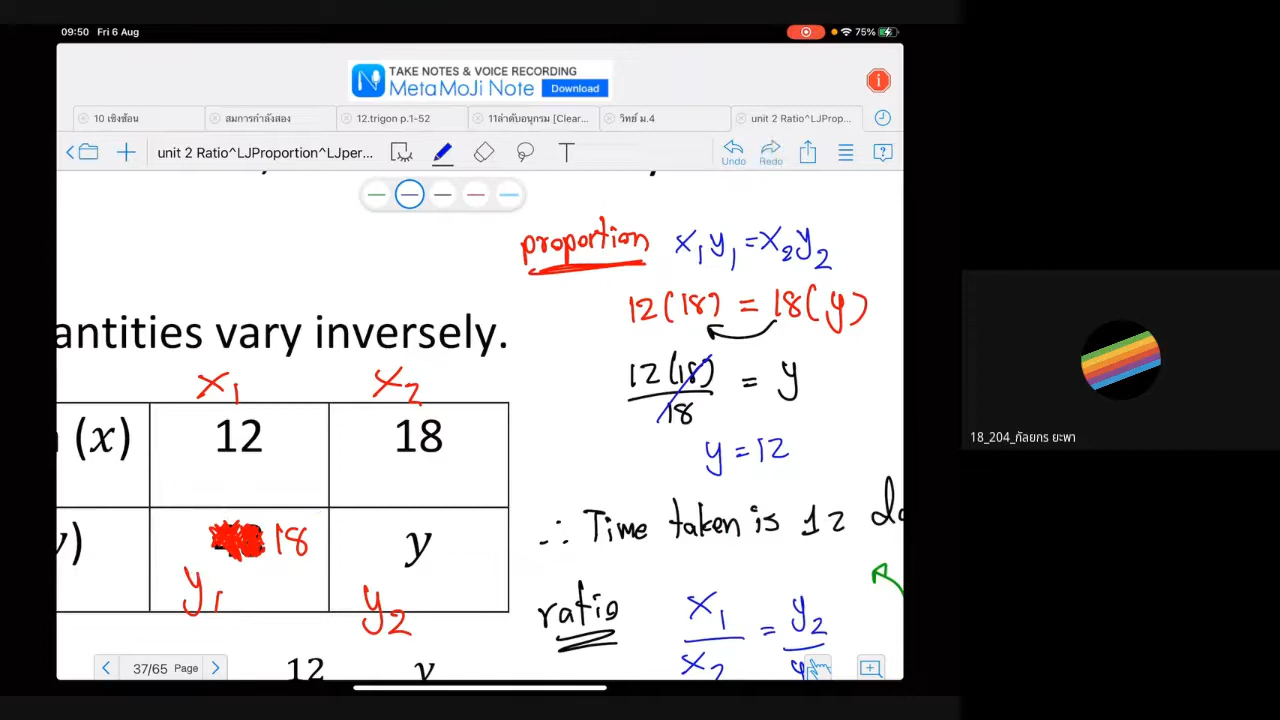 09:50 Fri 6 Aug
75%
TAKE NOTES & VOICE RECORDING
MetaMoJi Note
Download
10 เชิงซ้อน
สมการกำลังสอง
12.trigon p.1-52
11ลำดับอนุกรม [Clear...
วิทย์ ม.4
unit 2 Ratio^LJProp...
unit 2 Ratio^LJProportion^LJper...
Undo
Redo
proportion x₁y₁=x₂y₂
12(18) = 18(y)
antities vary inversely.
12(18)/18 = y
x₁ x₂
(x) 12 18
y=12
∴ Time taken is 12
18 y
y₁ y₂
ratio x₁/x₂ = y₂/
37/65 Page
12 y
18_204_กัลยกร ยะพา